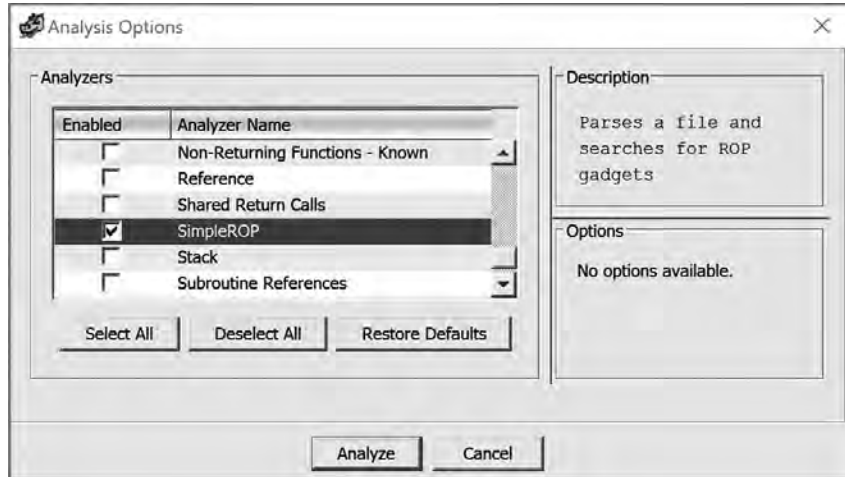 Analysis Options
Analyzers
Enabled Analyzer Name
Non-Returning Functions - Known
Reference
Shared Return Calls
SimpleROP
Stack
Subroutine References
Select All Deselect All Restore Defaults
Description
Parses a file and
searches for ROP
gadgets
Options
No options available.
Analyze Cancel